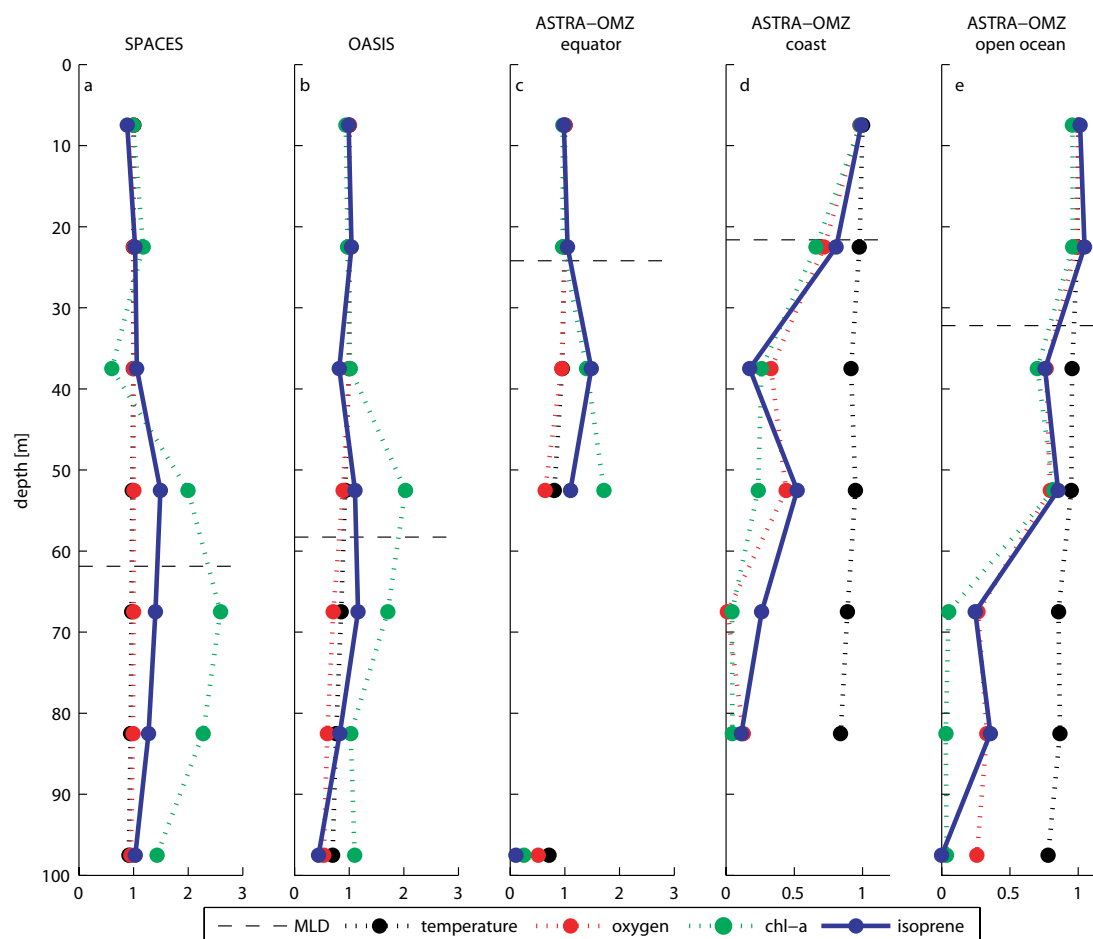 SPACES
OASIS
ASTRA−OMZ
equator
ASTRA−OMZ
coast
ASTRA−OMZ
open ocean
a
b
c
d
e
depth [m]
0
10
20
30
40
50
60
70
80
90
100
0 1 2 3
0 1 2 3
0 1 2 3
0 0.5 1
0 0.5 1
MLD temperature oxygen chl−a isoprene